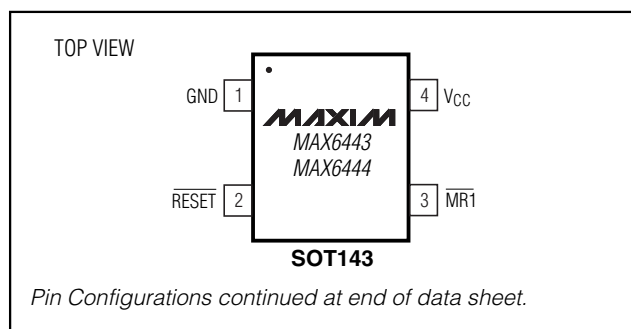 TOP VIEW
GND 1
4 VCC
MAXIM
MAX6443
MAX6444
RESET 2
3 MR1
SOT143
Pin Configurations continued at end of data sheet.